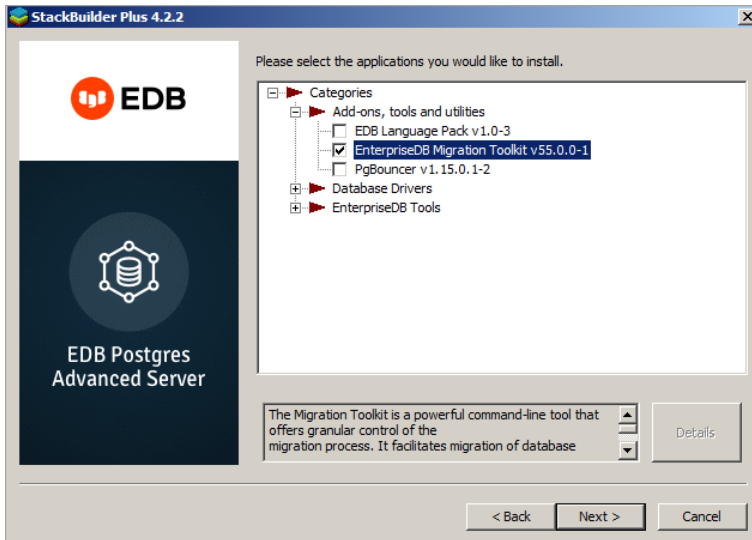 StackBuilder Plus 4.2.2
EDB
EDB Postgres
Advanced Server
Please select the applications you would like to install.
Categories
Add-ons, tools and utilities
EDB Language Pack v1.0-3
EnterpriseDB Migration Toolkit v55.0.0-1
PgBouncer v1.15.0.1-2
Database Drivers
EnterpriseDB Tools
The Migration Toolkit is a powerful command-line tool that
offers granular control of the
migration process. It facilitates migration of database
Details
< Back
Next >
Cancel